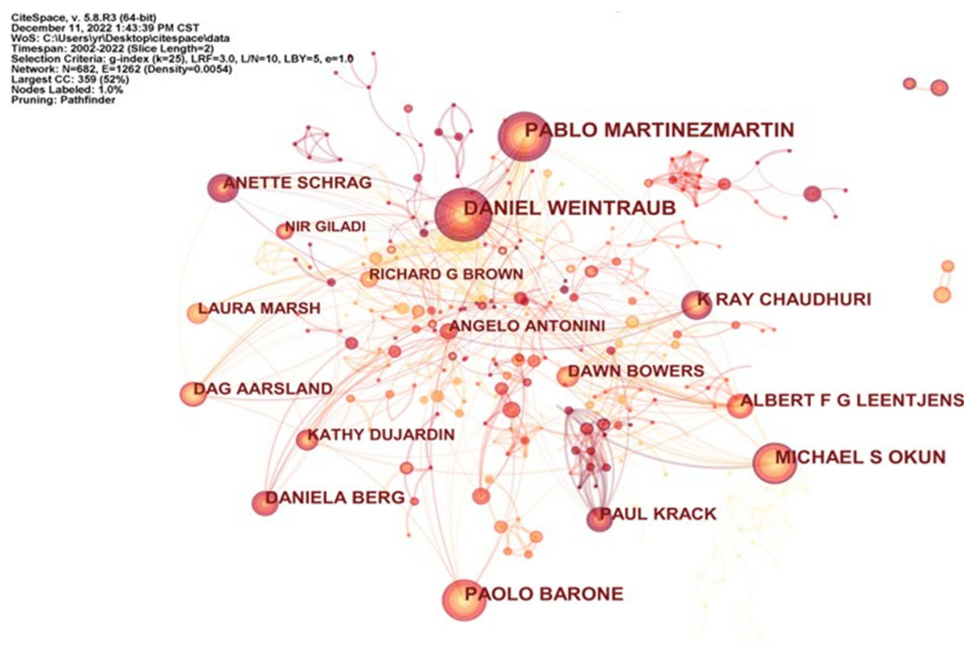 CiteSpace, v. 5.8.R3 (64-bit)
December 11, 2022 1:43:39 PM CST
WoS: C:\Users\yr\Desktop\citespace\data
Timespan: 2002-2022 (Slice Length=2)
Selection Criteria: g-index (k=25), LRF=3.0, L/N=10, LBY=5, e=1.0
Network: N=682, E=1262 (Density=0.0054)
Largest CC: 359 (52%)
Nodes Labeled: 1.0%
Pruning: Pathfinder
PABLO MARTINEZMARTIN
ANETTE SCHRAG
DANIEL WEINTRAUB
NIR GILADI
RICHARD G BROWN
K RAY CHAUDHURI
LAURA MARSH
ANGELO ANTONINI
DAWN BOWERS
DAG AARSLAND
ALBERT F G LEENTJENS
KATHY DUJARDIN
MICHAEL S OKUN
DANIELA BERG
PAUL KRACK
PAOLO BARONE